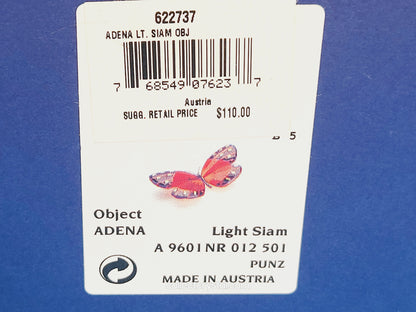 622737
ADENA LT. SIAM OBJ
7 68549 07623 7
Austria
SUGG. RETAIL PRICE $110.00
5
Object
ADENA
Light Siam
A 9601 NR 012 501
PUNZ
MADE IN AUSTRIA